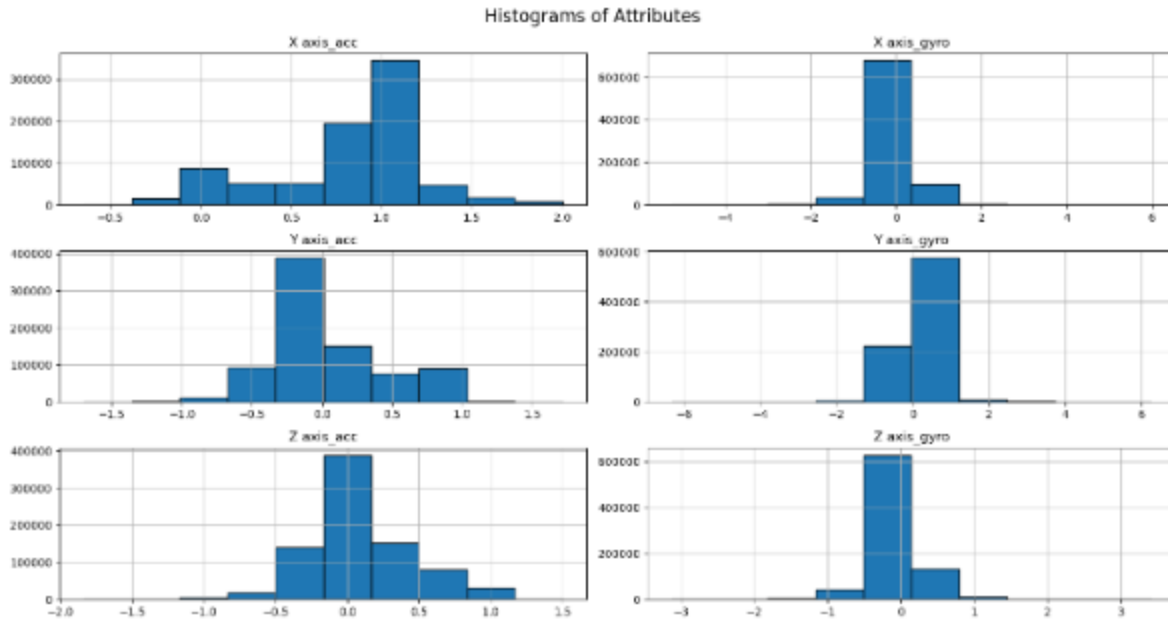 Histograms of Attributes
X axis_acc
300000
200000
100000
0
−0.5 0.0 0.5 1.0 1.5 2.0
X axis_gyro
600000
400000
200000
0
−4 −2 0 2 4 6
Y axis_acc
400000
300000
200000
100000
0
−1.5 −1.0 −0.5 0.0 0.5 1.0 1.5
Y axis_gyro
600000
400000
200000
0
−6 −4 −2 0 2 4 6
Z axis_acc
400000
300000
200000
100000
0
−2.0 −1.5 −1.0 −0.5 0.0 0.5 1.0 1.5
Z axis_gyro
600000
400000
200000
0
−3 −2 −1 0 1 2 3